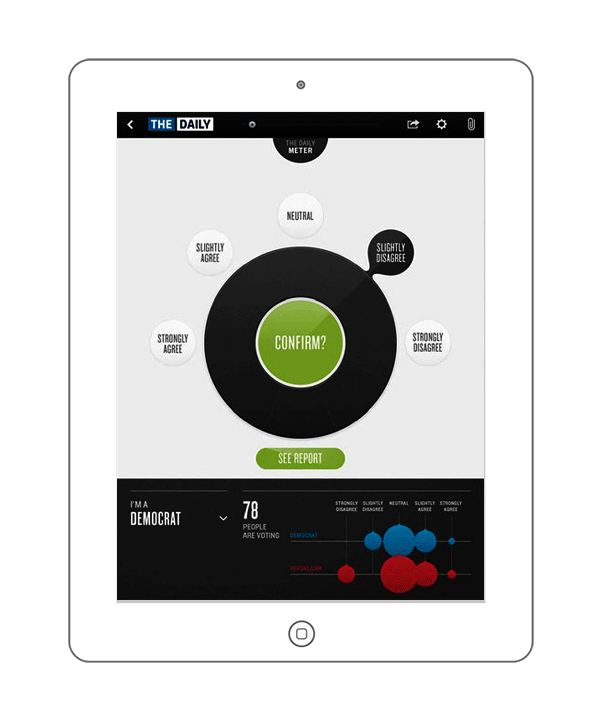 THE DAILY
THE DAILY
METER
NEUTRAL
SLIGHTLY
AGREE
SLIGHTLY
DISAGREE
STRONGLY
AGREE
CONFIRM?
STRONGLY
DISAGREE
SEE REPORT
I'M A
DEMOCRAT
78
PEOPLE
ARE VOTING
STRONGLY
DISAGREE
SLIGHTLY
DISAGREE
NEUTRAL
SLIGHTLY
AGREE
STRONGLY
AGREE
DEMOCRAT
REPUBLICAN